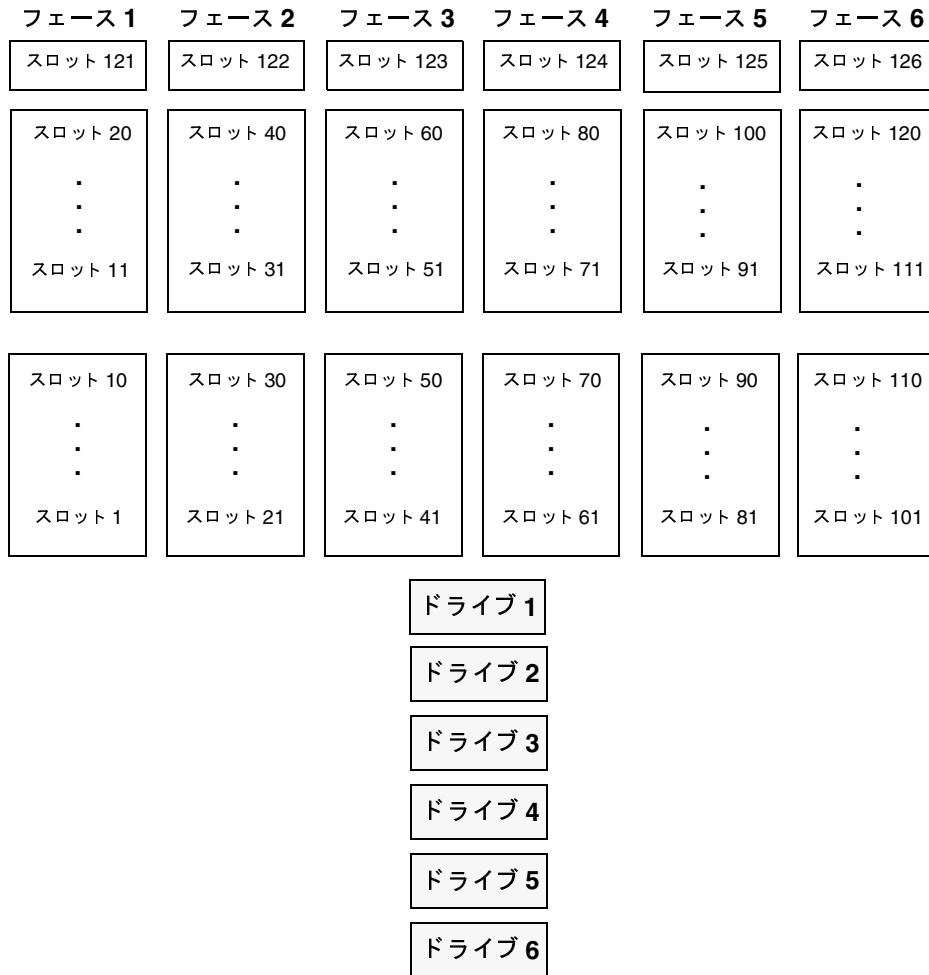 フェース 1 フェース 2 フェース 3 フェース 4 フェース 5 フェース 6
スロット 121 スロット 122 スロット 123 スロット 124 スロット 125 スロット 126
スロット 20 スロット 40 スロット 60 スロット 80 スロット 100 スロット 120
スロット 11 スロット 31 スロット 51 スロット 71 スロット 91 スロット 111
スロット 10 スロット 30 スロット 50 スロット 70 スロット 90 スロット 110
スロット 1 スロット 21 スロット 41 スロット 61 スロット 81 スロット 101
ドライブ 1
ドライブ 2
ドライブ 3
ドライブ 4
ドライブ 5
ドライブ 6